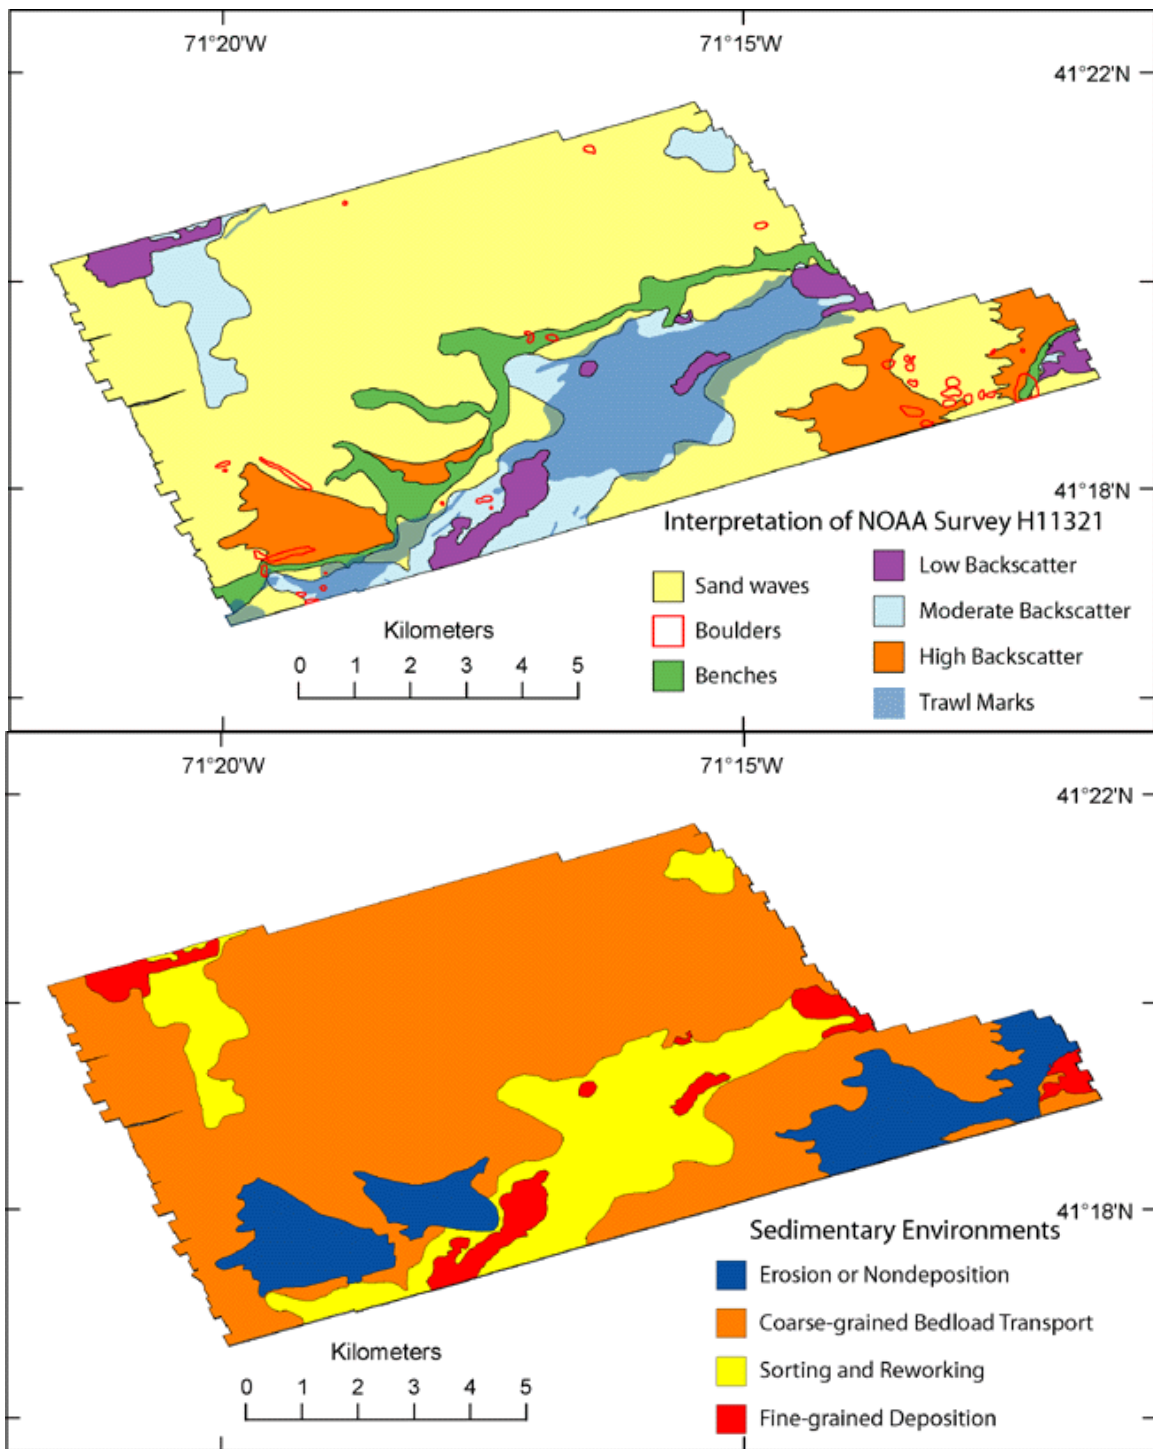 71°20'W 71°15'W
41°22'N
41°18'N
Interpretation of NOAA Survey H11321
Sand waves
Boulders
Benches
Low Backscatter
Moderate Backscatter
High Backscatter
Trawl Marks
Kilometers
0 1 2 3 4 5
71°20'W 71°15'W
41°22'N
41°18'N
Sedimentary Environments
Erosion or Nondeposition
Coarse-grained Bedload Transport
Sorting and Reworking
Fine-grained Deposition
Kilometers
0 1 2 3 4 5